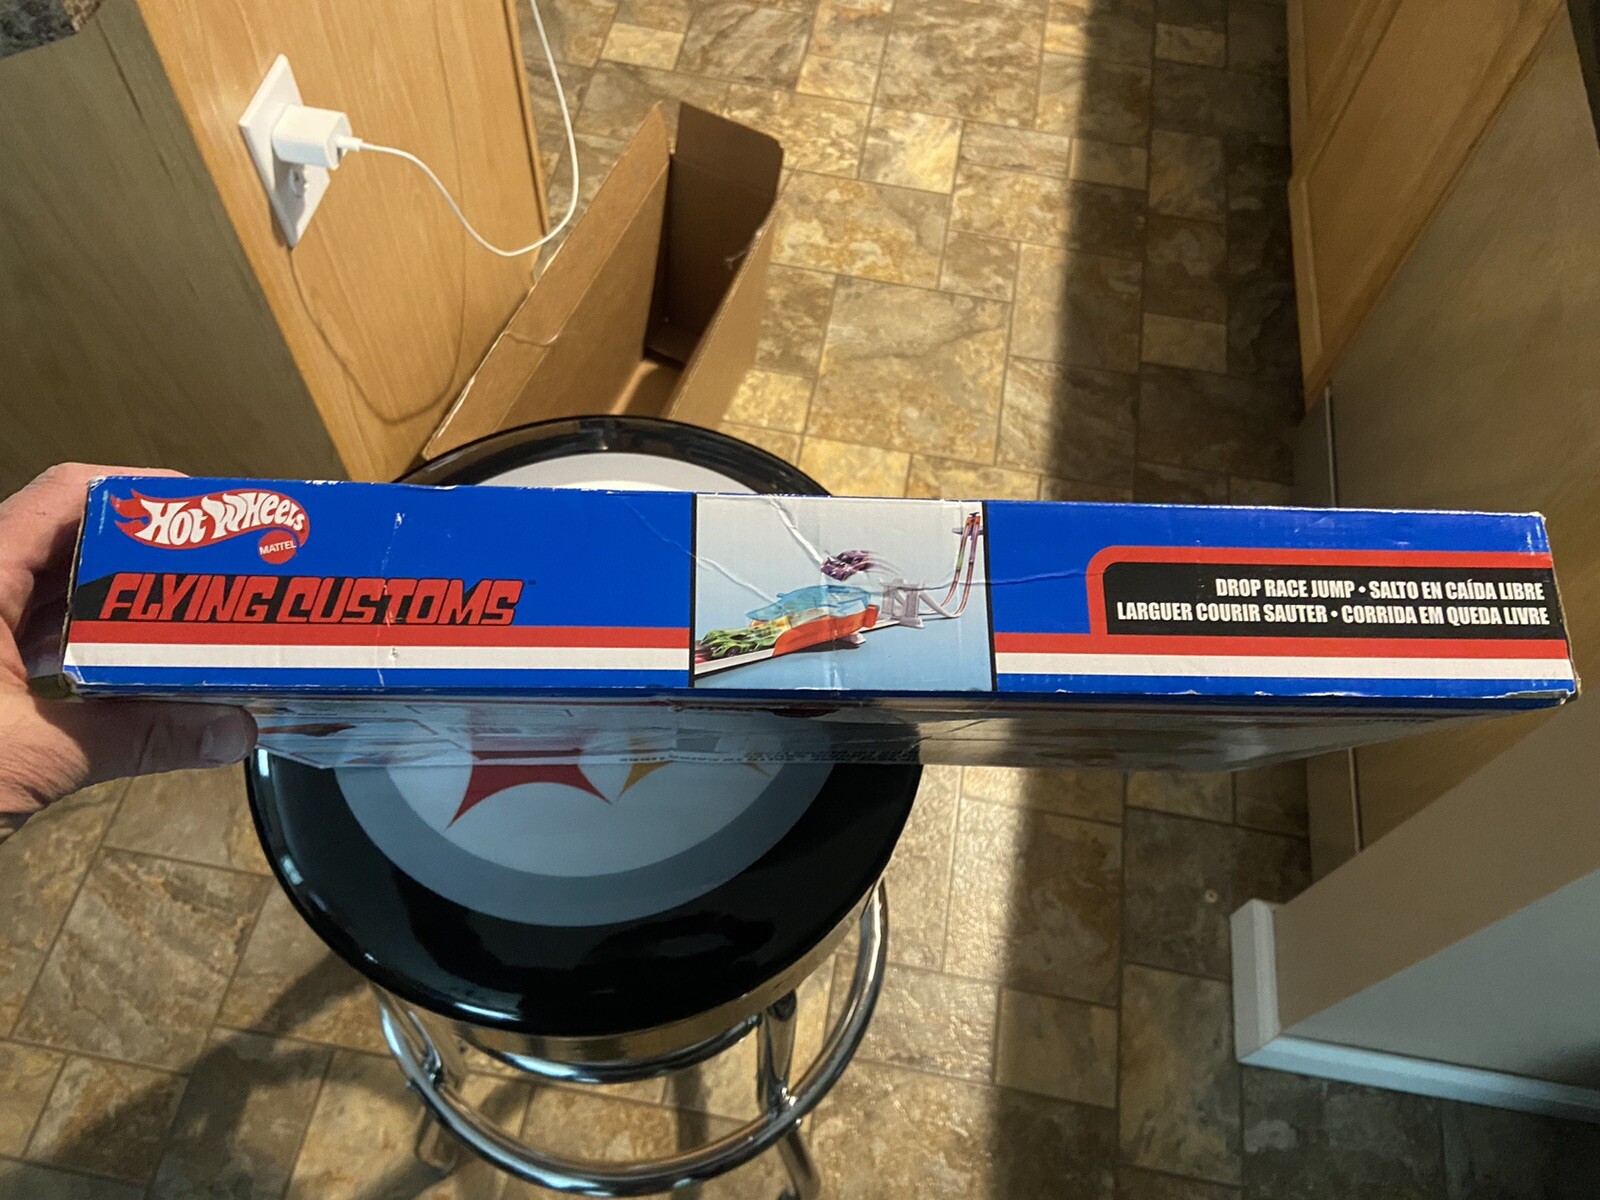 Hot Wheels
MATTEL
FLYING CUSTOMS
DROP RACE JUMP • SALTO EN CAÍDA LIBRE
LARGUER COURIR SAUTER • CORRIDA EM QUEDA LIVRE